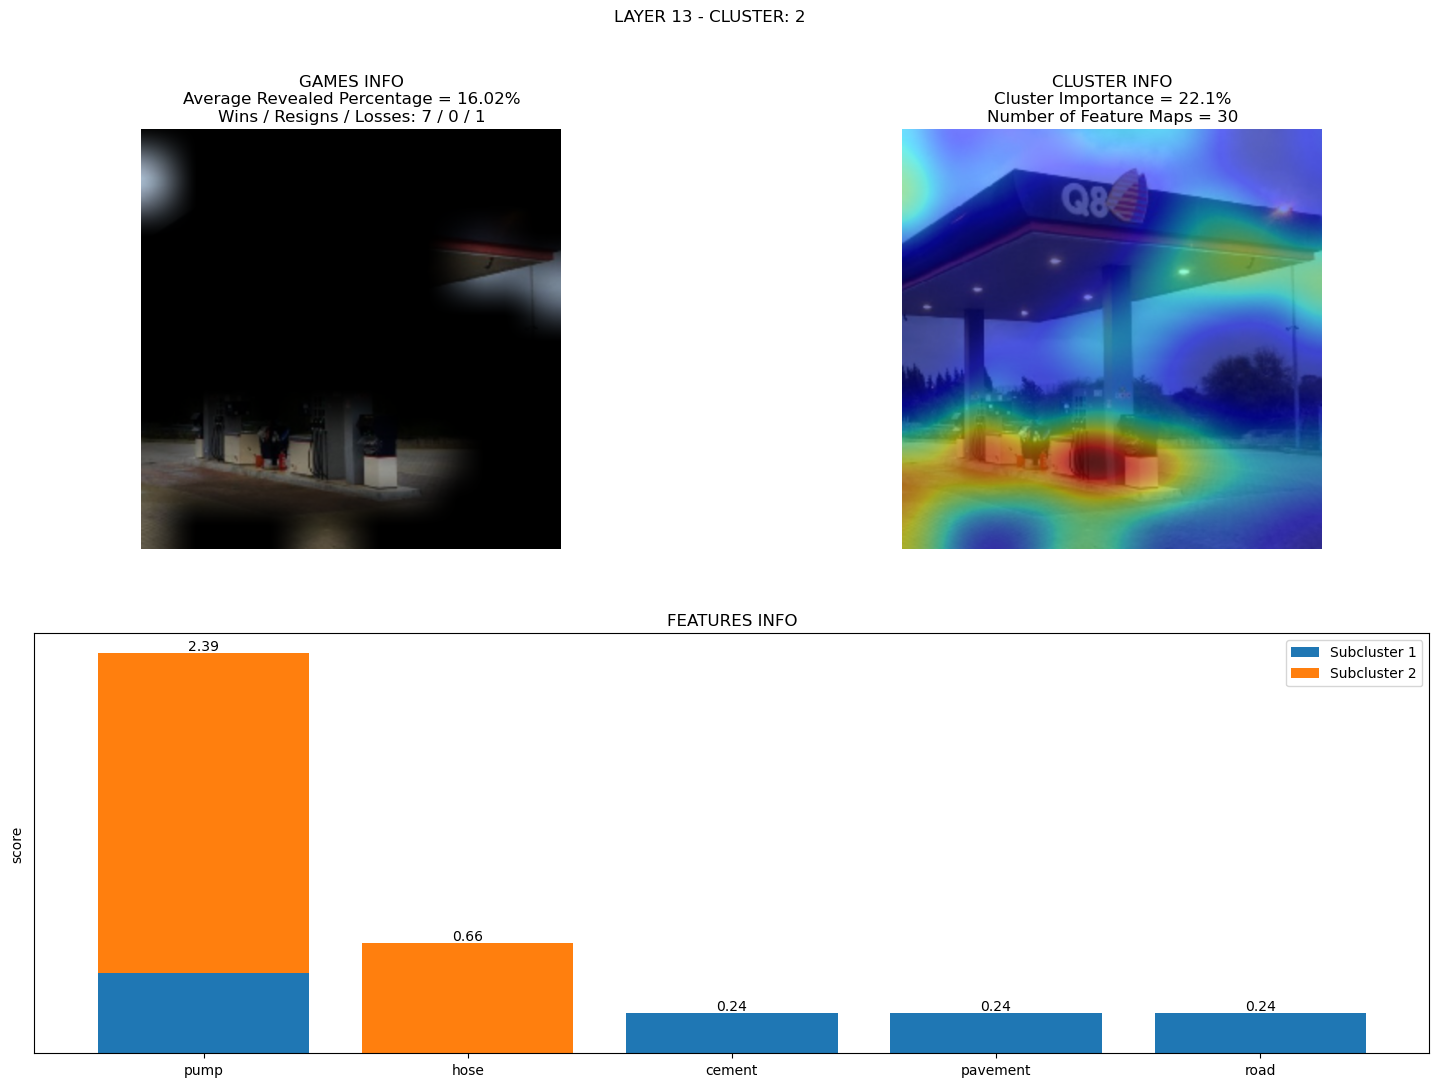 LAYER 13 - CLUSTER: 2
GAMES INFO
Average Revealed Percentage = 16.02%
Wins / Resigns / Losses: 7 / 0 / 1
CLUSTER INFO
Cluster Importance = 22.1%
Number of Feature Maps = 30
Q8
FEATURES INFO
2.39
0.66
0.24
0.24
0.24
Subcluster 1
Subcluster 2
score
pump
hose
cement
pavement
road